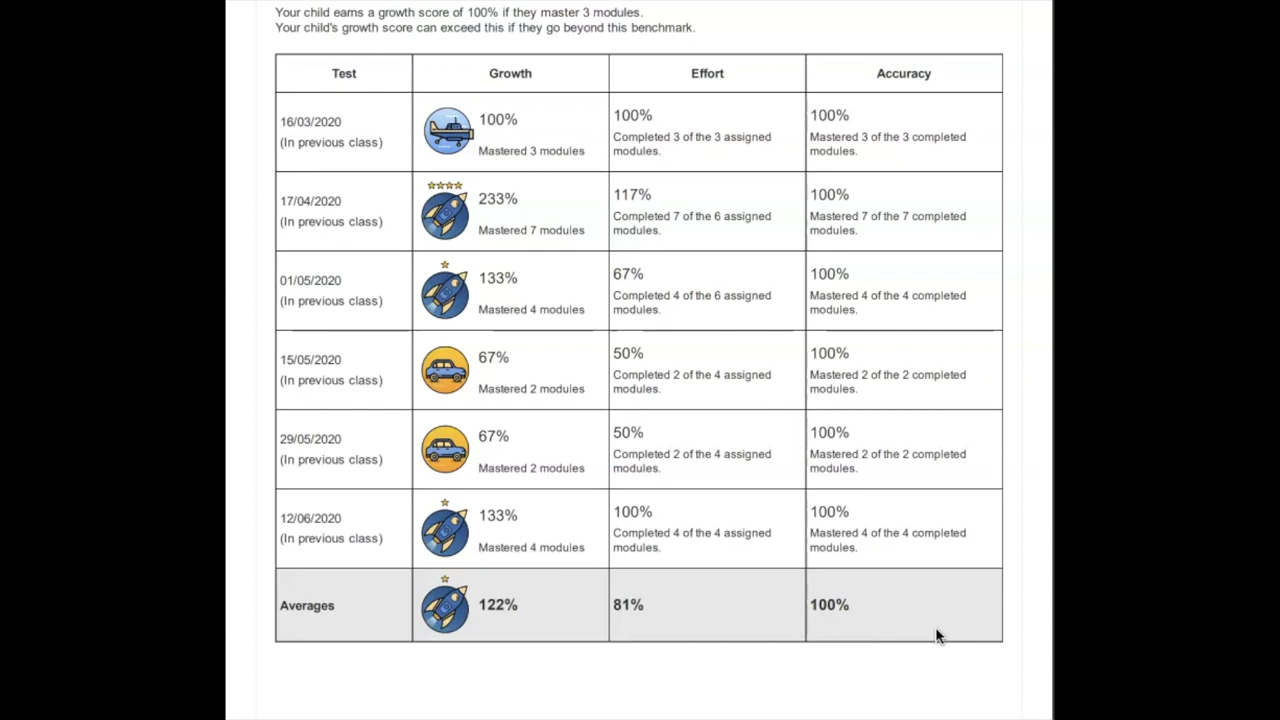 Your child earns a growth score of 100% if they master 3 modules.
Your child's growth score can exceed this if they go beyond this benchmark.
Test Growth Effort Accuracy
16/03/2020
(In previous class)
100%
Mastered 3 modules
100%
Completed 3 of the 3 assigned
modules.
100%
Mastered 3 of the 3 completed
modules.
17/04/2020
(In previous class)
233%
Mastered 7 modules
117%
Completed 7 of the 6 assigned
modules.
100%
Mastered 7 of the 7 completed
modules.
01/05/2020
(In previous class)
133%
Mastered 4 modules
67%
Completed 4 of the 6 assigned
modules.
100%
Mastered 4 of the 4 completed
modules.
15/05/2020
(In previous class)
67%
Mastered 2 modules
50%
Completed 2 of the 4 assigned
modules.
100%
Mastered 2 of the 2 completed
modules.
29/05/2020
(In previous class)
67%
Mastered 2 modules
50%
Completed 2 of the 4 assigned
modules.
100%
Mastered 2 of the 2 completed
modules.
12/06/2020
(In previous class)
133%
Mastered 4 modules
100%
Completed 4 of the 4 assigned
modules.
100%
Mastered 4 of the 4 completed
modules.
Averages 122% 81% 100%